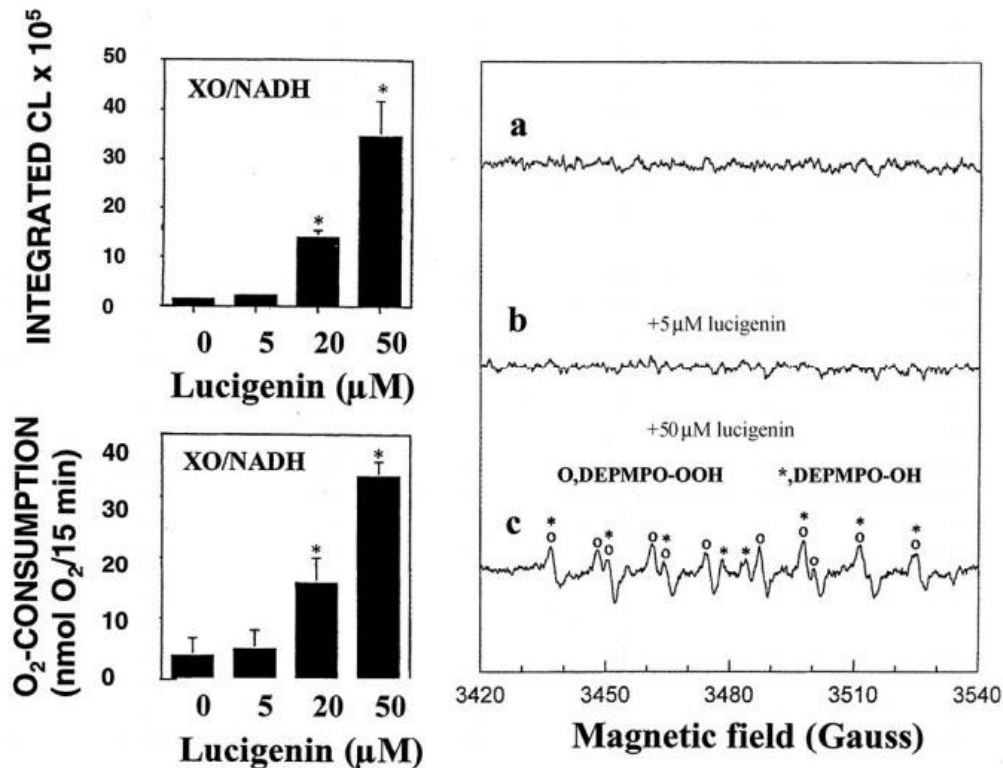 INTEGRATED CL x 10⁵
50
40
30
20
10
0
XO/NADH
*
*
0 5 20 50
Lucigenin (µM)
O₂-CONSUMPTION
(nmol O₂/15 min)
40
30
20
10
0
XO/NADH
*
*
0 5 20 50
Lucigenin (µM)
a
b
+5 µM lucigenin
+50 µM lucigenin
O,DEPMPO-OOH *,DEPMPO-OH
c
* * * * * * * *
o o o o o o o o o o o
3420 3450 3480 3510 3540
Magnetic field (Gauss)